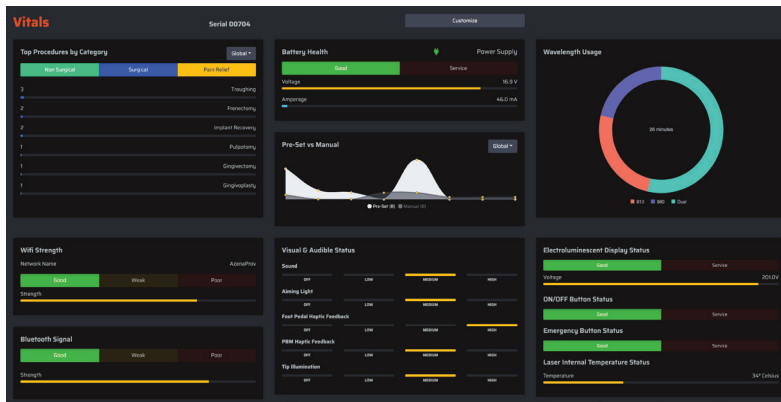 Vitals
Serial 00704
Customize
Top Procedures by Category
Global
Non Surgical
Surgical
Pain Relief
3 Troughing
2 Frenectomy
2 Implant Recovery
1 Pulpotomy
1 Gingivectomy
1 Gingivoplasty
Battery Health
Power Supply
Good
Service
Voltage 16.9 V
Amperage 46.0 mA
Pre-Set vs Manual
Global
Pre-Set (8) Manual (8)
Wavelength Usage
26 minutes
810 980 Dual
Wifi Strength
Network Name AzenaProv
Good Weak Poor
Strength
Bluetooth Signal
Good Weak Poor
Strength
Visual & Audible Status
Sound
OFF LOW MEDIUM HIGH
Aiming Light
OFF LOW MEDIUM HIGH
Foot Pedal Haptic Feedback
OFF LOW MEDIUM HIGH
PBM Haptic Feedback
OFF LOW MEDIUM HIGH
Tip Illumination
OFF LOW MEDIUM HIGH
Electroluminescent Display Status
Good Service
Voltage 201.0V
ON/OFF Button Status
Good Service
Emergency Button Status
Good Service
Laser Internal Temperature Status
Temperature 34° Celsius